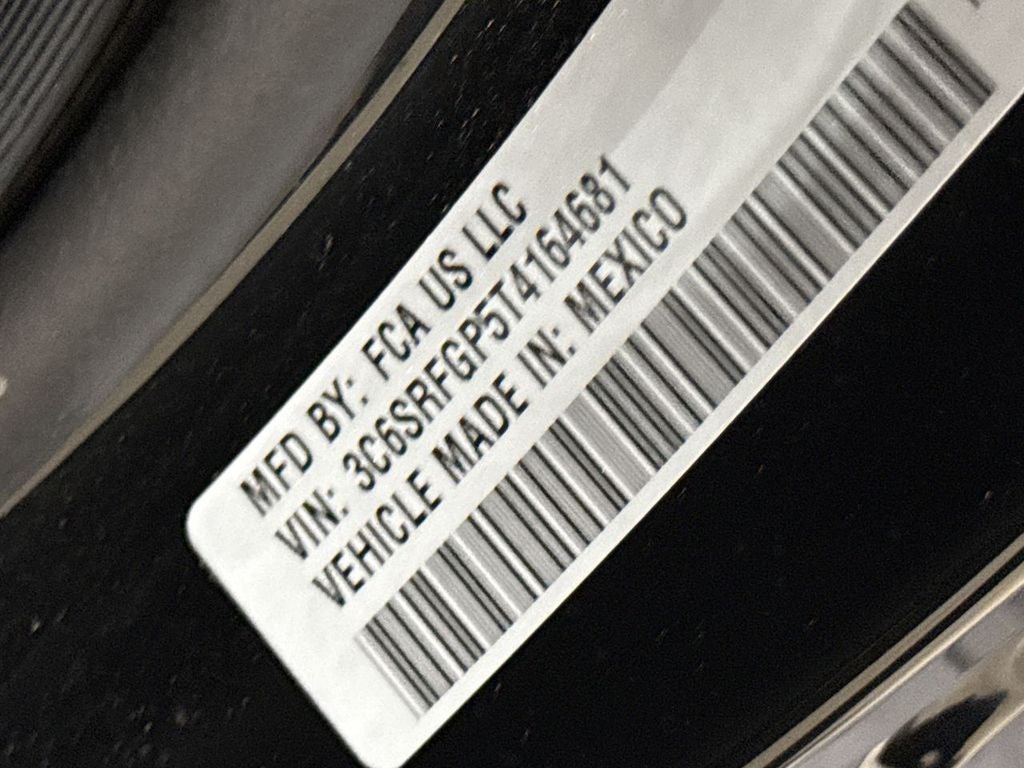 MFD BY: FCA US LLC
VIN: 3C6SRFGP5T4164681
VEHICLE MADE IN: MEXICO